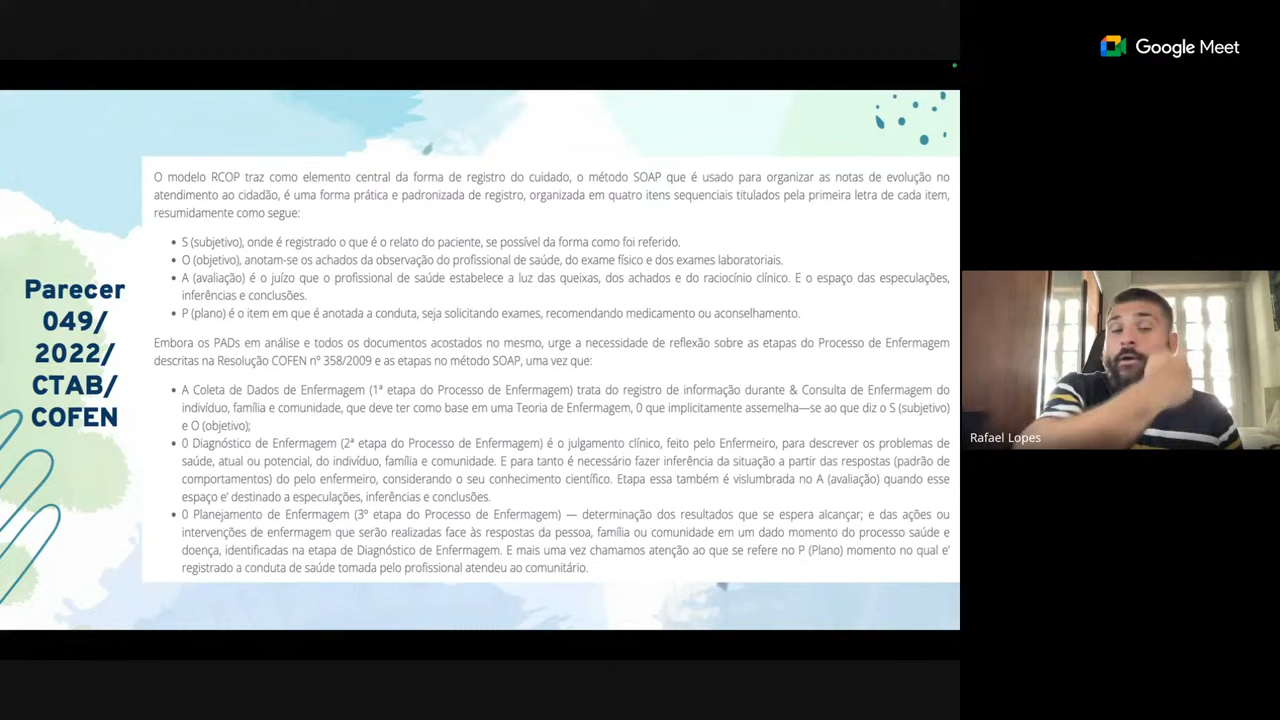 Google Meet
O modelo RCOP traz como elemento central da forma de registro do cuidado, o método SOAP que é usado para organizar as notas de evolução no
atendimento ao cidadão, é uma forma prática e padronizada de registro, organizada em quatro itens sequenciais titulados pela primeira letra de cada item,
resumidamente como segue:
• S (subjetivo), onde é registrado o que é o relato do paciente, se possível da forma como foi referido.
• O (objetivo), anotam-se os achados da observação do profissional de saúde, do exame físico e dos exames laboratoriais.
• A (avaliação) é o juízo que o profissional de saúde estabelece a luz das queixas, dos achados e do raciocínio clínico. E o espaço das especulações,
inferências e conclusões.
• P (plano) é o item em que é anotada a conduta, seja solicitando exames, recomendando medicamento ou aconselhamento.
Embora os PADs em análise e todos os documentos acostados no mesmo, urge a necessidade de reflexão sobre as etapas do Processo de Enfermagem
descritas na Resolução COFEN nº 358/2009 e as etapas no método SOAP, uma vez que:
• A Coleta de Dados de Enfermagem (1ª etapa do Processo de Enfermagem) trata do registro de informação durante & Consulta de Enfermagem do
indivíduo, família e comunidade, que deve ter como base em uma Teoria de Enfermagem, 0 que implicitamente assemelha—se ao que diz o S (subjetivo)
e O (objetivo);
• 0 Diagnóstico de Enfermagem (2ª etapa do Processo de Enfermagem) é o julgamento clínico, feito pelo Enfermeiro, para descrever os problemas de
saúde, atual ou potencial, do indivíduo, família e comunidade. E para tanto é necessário fazer inferência da situação a partir das respostas (padrão de
comportamentos) do pelo enfermeiro, considerando o seu conhecimento científico. Etapa essa também é vislumbrada no A (avaliação) quando esse
espaço e' destinado a especulações, inferências e conclusões.
• 0 Planejamento de Enfermagem (3º etapa do Processo de Enfermagem) — determinação dos resultados que se espera alcançar; e das ações ou
intervenções de enfermagem que serão realizadas face às respostas da pessoa, família ou comunidade em um dado momento do processo saúde e
doença, identificadas na etapa de Diagnóstico de Enfermagem. E mais uma vez chamamos atenção ao que se refere no P (Plano) momento no qual e'
registrado a conduta de saúde tomada pelo profissional atendeu ao comunitário.
Parecer
049/
2022/
CTAB/
COFEN
Rafael Lopes